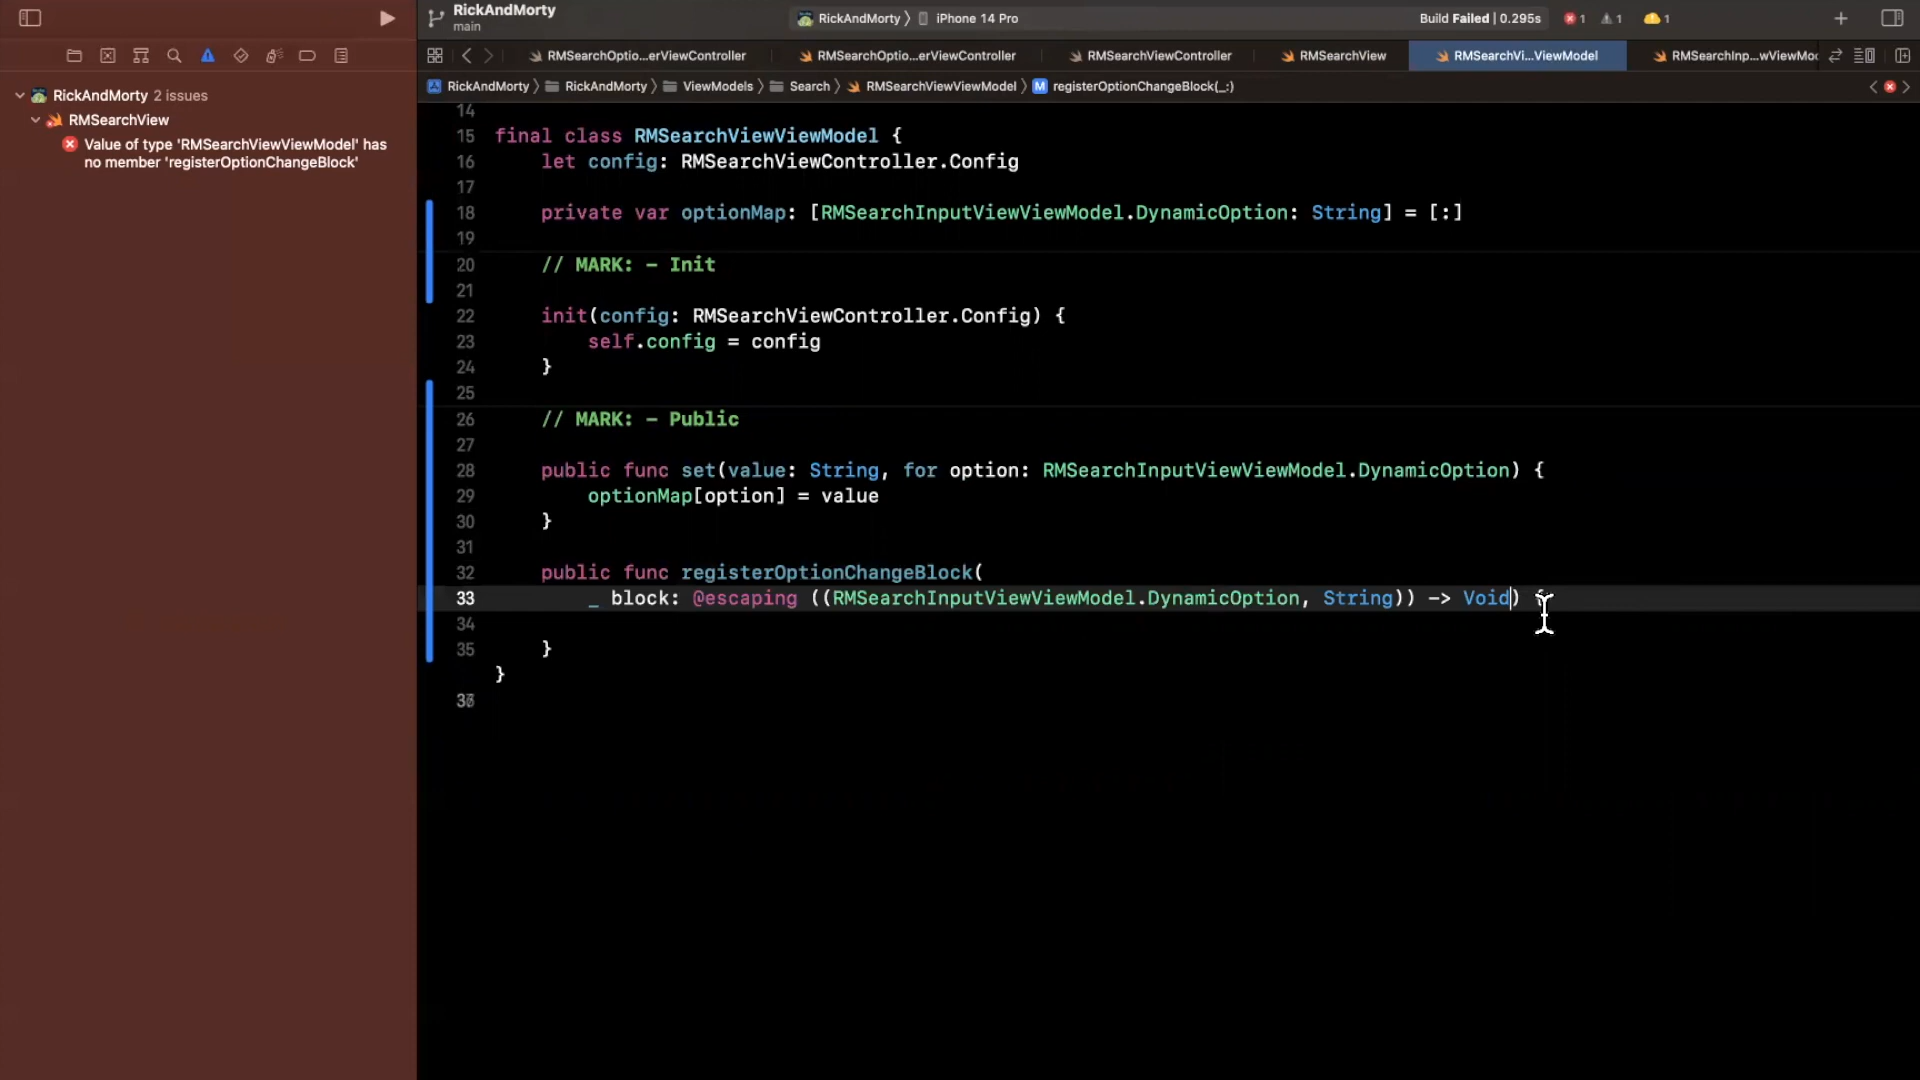 RickAndMorty
main
RickAndMorty 〉 iPhone 14 Pro
Build Failed | 0.295s
1
1
1
RMSearchOptio...erViewController
RMSearchOptio...erViewController
RMSearchViewController
RMSearchView
RMSearchVi...ViewModel
RMSearchInp...wViewMoc
RickAndMorty 2 issues
RMSearchView
Value of type 'RMSearchViewViewModel' has
no member 'registerOptionChangeBlock'
RickAndMorty 〉 RickAndMorty 〉 ViewModels 〉 Search 〉 RMSearchViewViewModel 〉 M registerOptionChangeBlock(_:)
14
15 final class RMSearchViewViewModel {
16 let config: RMSearchViewController.Config
17
18 private var optionMap: [RMSearchInputViewViewModel.DynamicOption: String] = [:]
19
20 // MARK: - Init
21
22 init(config: RMSearchViewController.Config) {
23 self.config = config
24 }
25
26 // MARK: - Public
27
28 public func set(value: String, for option: RMSearchInputViewViewModel.DynamicOption) {
29 optionMap[option] = value
30 }
31
32 public func registerOptionChangeBlock(
33 _ block: @escaping ((RMSearchInputViewViewModel.DynamicOption, String)) -> Void) {
34
35 }
}